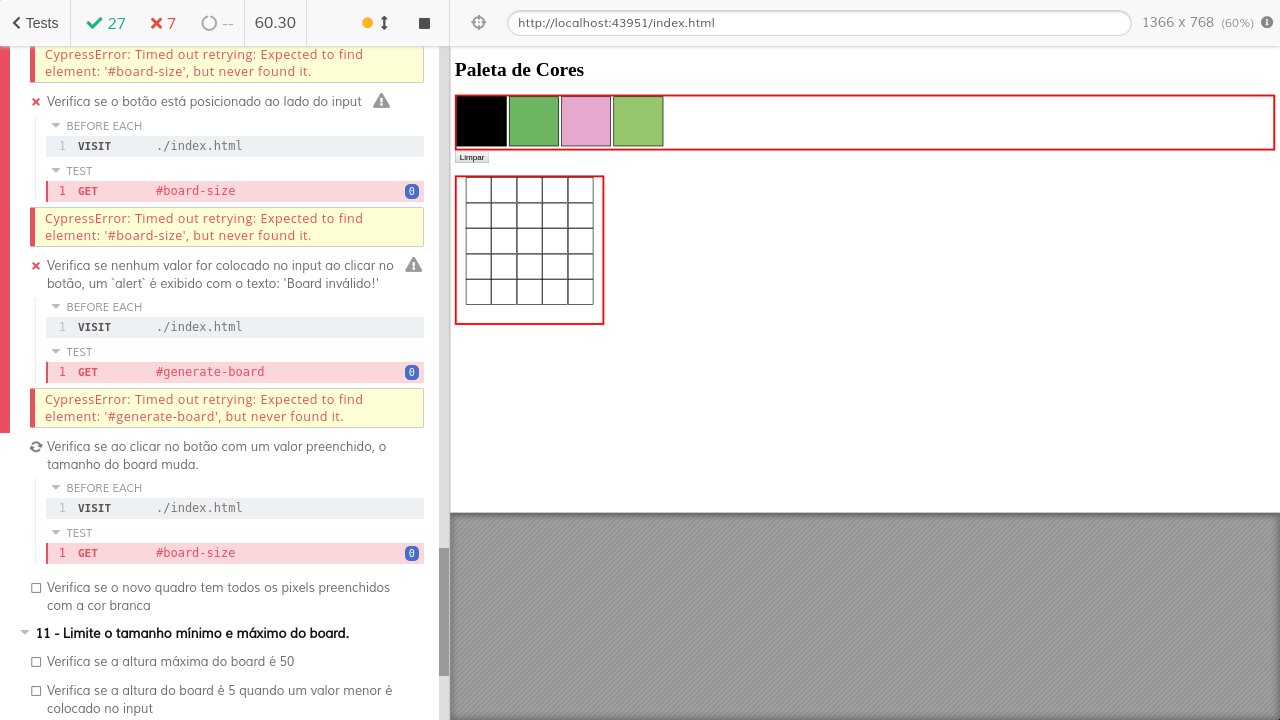 Tests
27
7
--
60.30
http://localhost:43951/index.html
1366 x 768 (60%)
CypressError: Timed out retrying: Expected to find
element: '#board-size', but never found it.
Verifica se o botão está posicionado ao lado do input
BEFORE EACH
1 VISIT ./index.html
TEST
1 GET #board-size 0
CypressError: Timed out retrying: Expected to find
element: '#board-size', but never found it.
Verifica se nenhum valor for colocado no input ao clicar no
botão, um `alert` é exibido com o texto: 'Board inválido!'
BEFORE EACH
1 VISIT ./index.html
TEST
1 GET #generate-board 0
CypressError: Timed out retrying: Expected to find
element: '#generate-board', but never found it.
Verifica se ao clicar no botão com um valor preenchido, o
tamanho do board muda.
BEFORE EACH
1 VISIT ./index.html
TEST
1 GET #board-size 0
Verifica se o novo quadro tem todos os pixels preenchidos
com a cor branca
11 - Limite o tamanho mínimo e máximo do board.
Verifica se a altura máxima do board é 50
Verifica se a altura do board é 5 quando um valor menor é
colocado no input
Paleta de Cores
Limpar